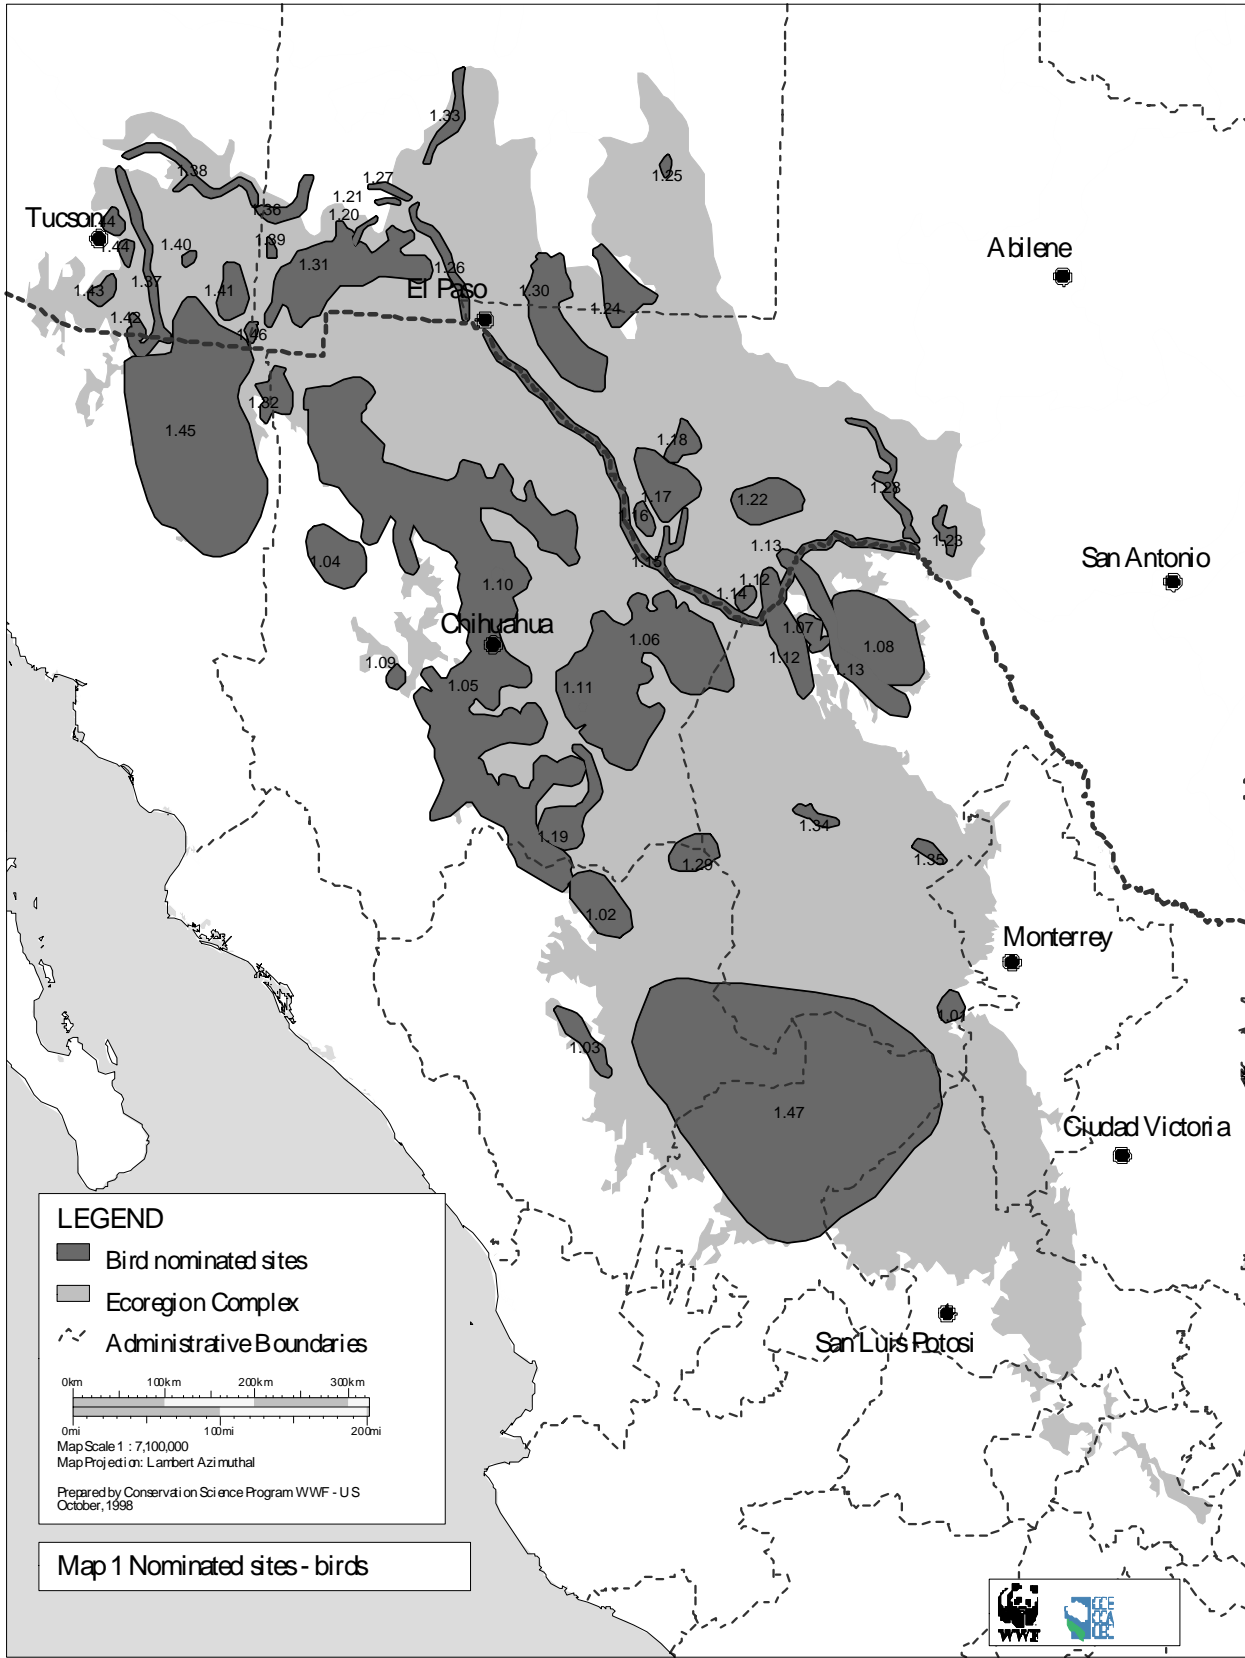 1.33
1.38
1.27
1.25
1.21
1.36
1.20
Tucson
1.44
1.39
1.40
1.44
Abilene
1.31
1.26
1.37
El Paso
1.43
1.41
1.30
1.24
1.42
1.46
1.32
1.45
1.18
1.28
1.17
1.22
1.16
1.23
1.13
1.04
1.15
San Antonio
1.10
1.12
1.14
Chihuahua
1.07
1.06
1.08
1.09
1.12
1.13
1.05
1.11
1.34
1.19
1.35
1.29
1.02
Monterrey
1.01
1.03
1.47
Ciudad Victoria
LEGEND
Bird nominated sites
Ecoregion Complex
Administrative Boundaries
San Luis Potosi
0km 100km 200km 300km
0mi 100mi 200mi
Map Scale 1 : 7,100,000
Map Projection: Lambert Azimuthal
Prepared by Conservation Science Program WWF - US
October, 1998
Map 1 Nominated sites - birds
WWF
CCE
CCA
CEC